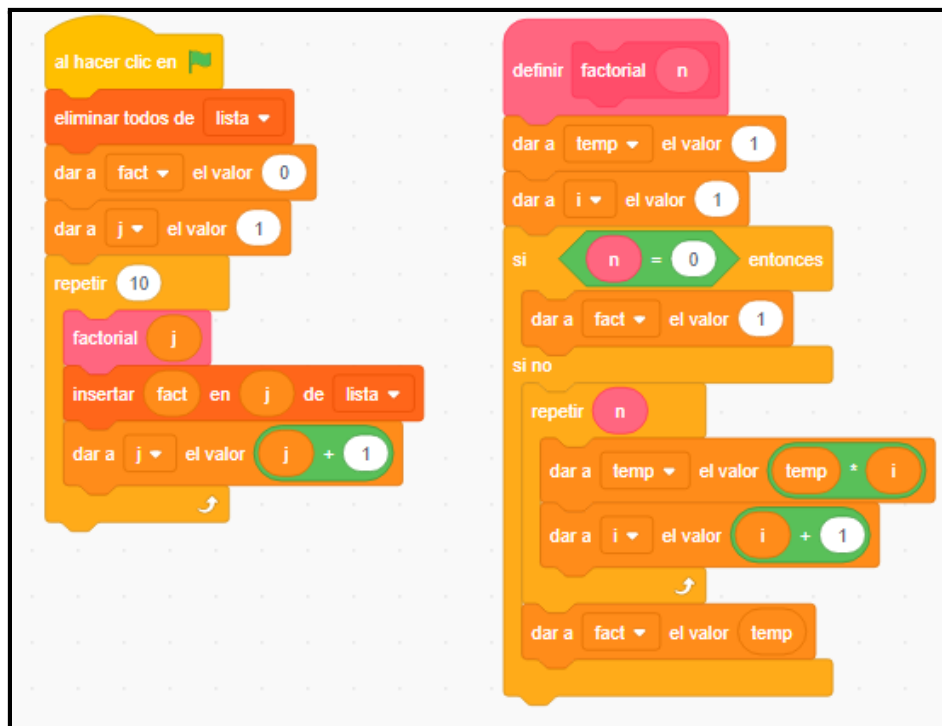 al hacer clic en
eliminar todos de lista
dar a fact el valor 0
dar a j el valor 1
repetir 10
factorial j
insertar fact en j de lista
dar a j el valor j + 1
definir factorial n
dar a temp el valor 1
dar a i el valor 1
si n = 0 entonces
dar a fact el valor 1
si no
repetir n
dar a temp el valor temp * i
dar a i el valor i + 1
dar a fact el valor temp